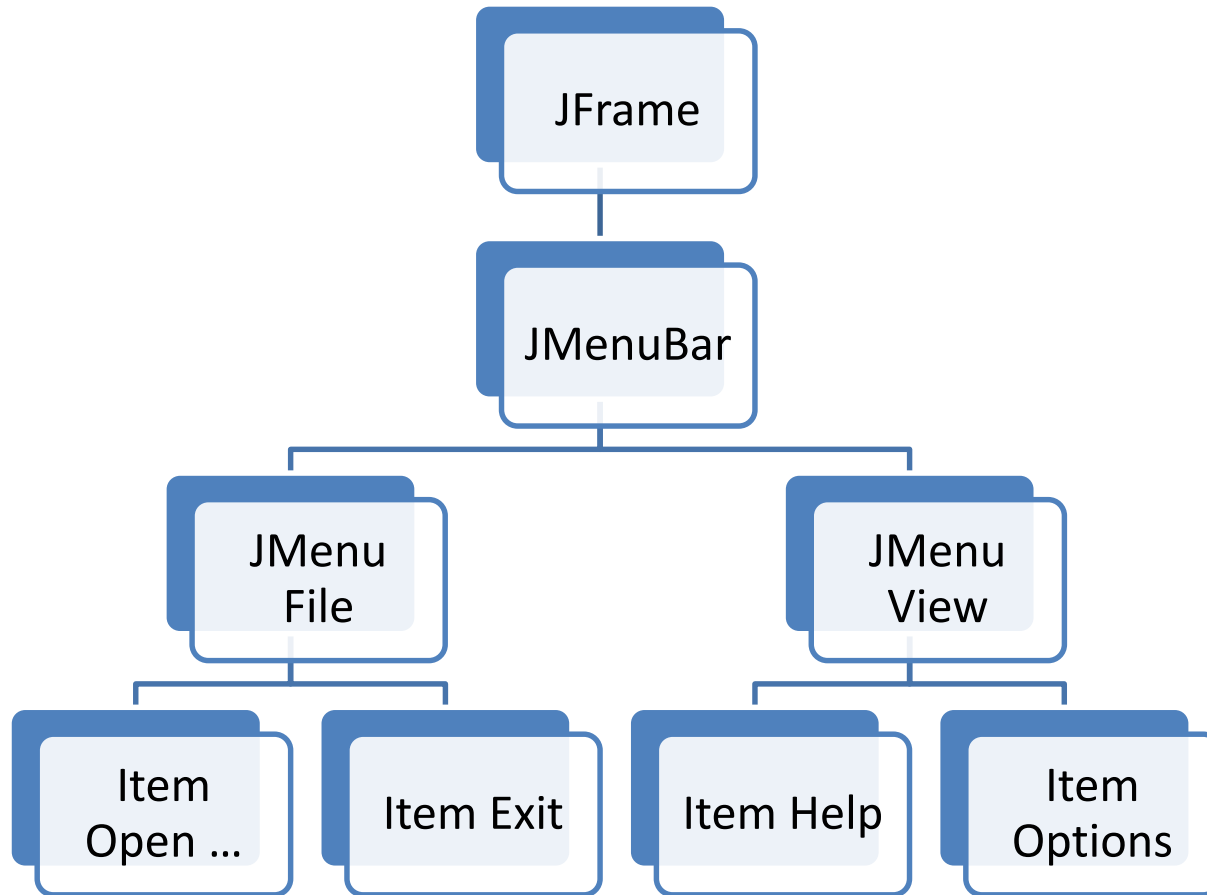 JFrame
JMenuBar
JMenu
File
JMenu
View
Item
Open ...
Item Exit
Item Help
Item
Options